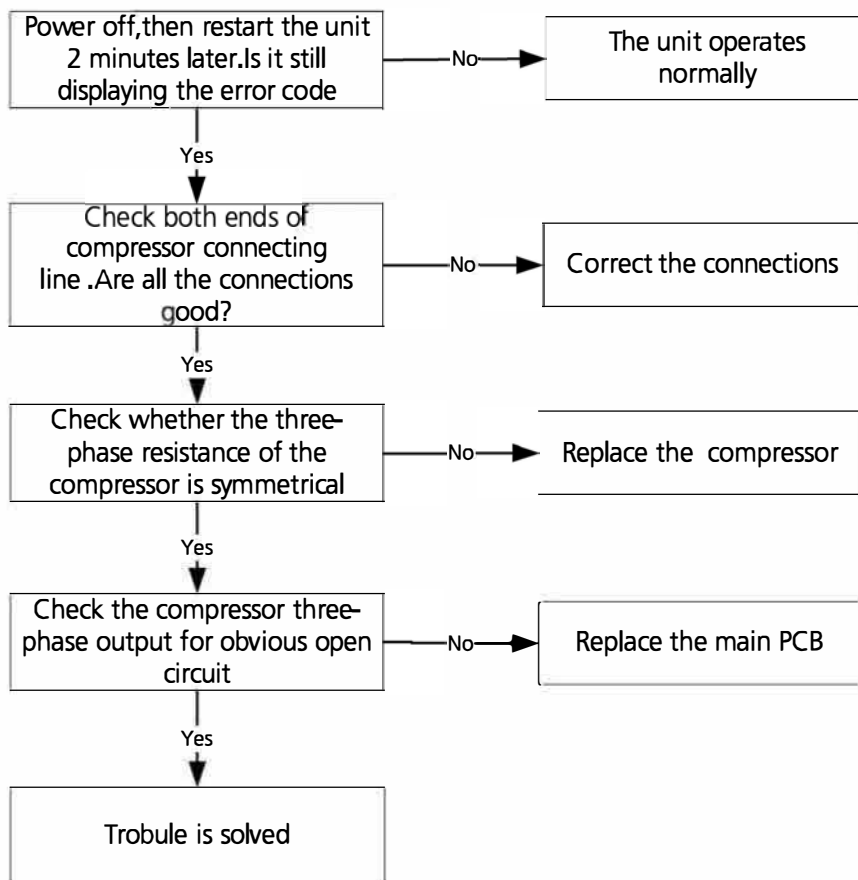 Power off,then restart the unit
2 minutes later.Is it still
displaying the error code
No
The unit operates
normally
Yes
Check both ends of
compressor connecting
line .Are all the connections
good?
No
Correct the connections
Yes
Check whether the three-
phase resistance of the
compressor is symmetrical
No
Replace the compressor
Yes
Check the compressor three-
phase output for obvious open
circuit
No
Replace the main PCB
Yes
Trobule is solved